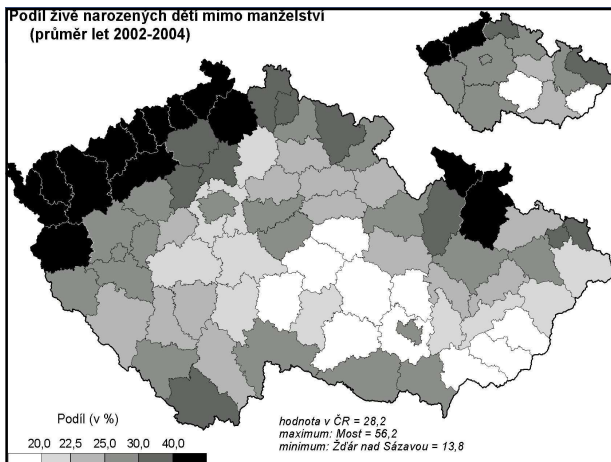 Podíl živě narozených dětí mimo manželství
(průměr let 2002-2004)
Podíl (v %)
20,0 22,5 25,0 30,0 40,0
hodnota v ČR = 28,2
maximum: Most = 56,2
minimum: Žďár nad Sázavou = 13,8